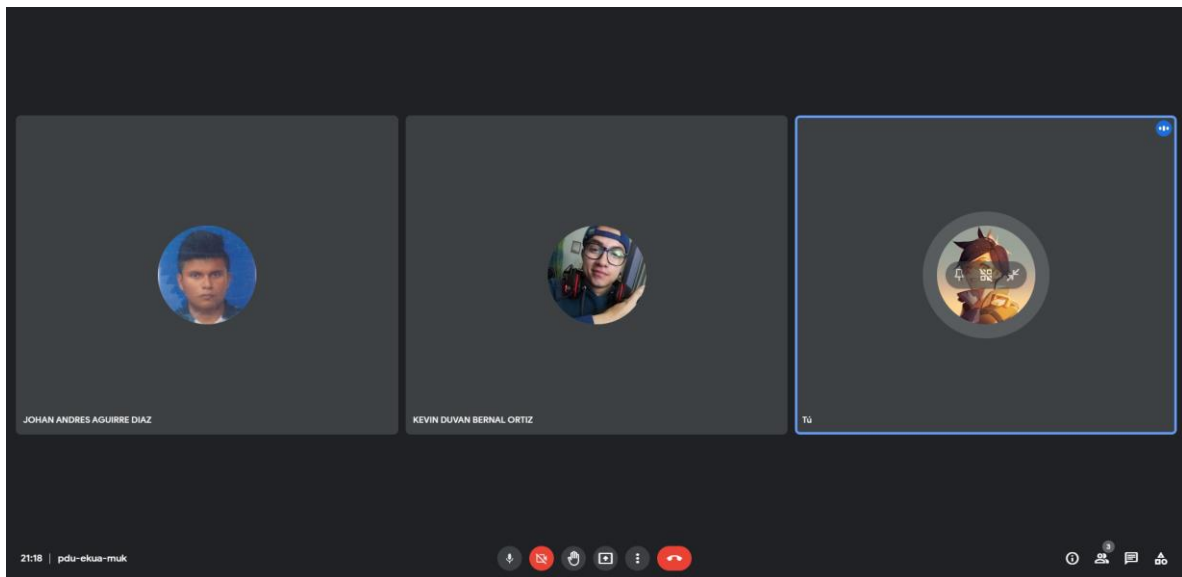 JOHAN ANDRES AGUIRRE DIAZ
KEVIN DUVAN BERNAL ORTIZ
Tú
21:18 | pdu-ekua-muk
3